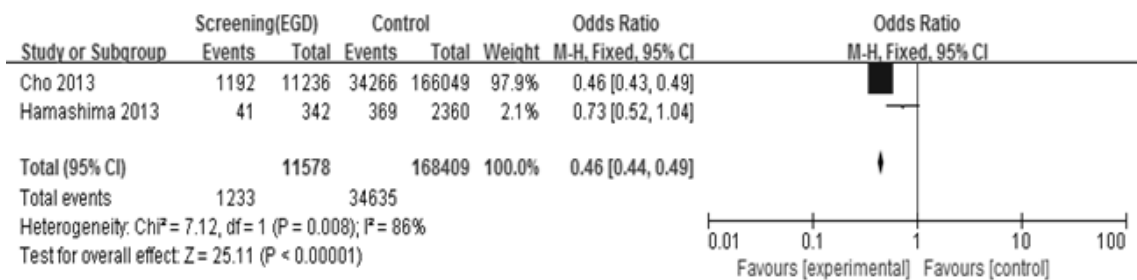 Screening(EGD) Control Odds Ratio Odds Ratio
Study or Subgroup Events Total Events Total Weight M-H, Fixed, 95% CI M-H, Fixed, 95% CI
Cho 2013 1192 11236 34266 166049 97.9% 0.46 [0.43, 0.49]
Hamashima 2013 41 342 369 2360 2.1% 0.73 [0.52, 1.04]
Total (95% CI) 11578 168409 100.0% 0.46 [0.44, 0.49]
Total events 1233 34635
Heterogeneity: Chi² = 7.12, df = 1 (P = 0.008); I² = 86%
Test for overall effect: Z = 25.11 (P < 0.00001)
0.01 0.1 1 10 100
Favours [experimental] Favours [control]